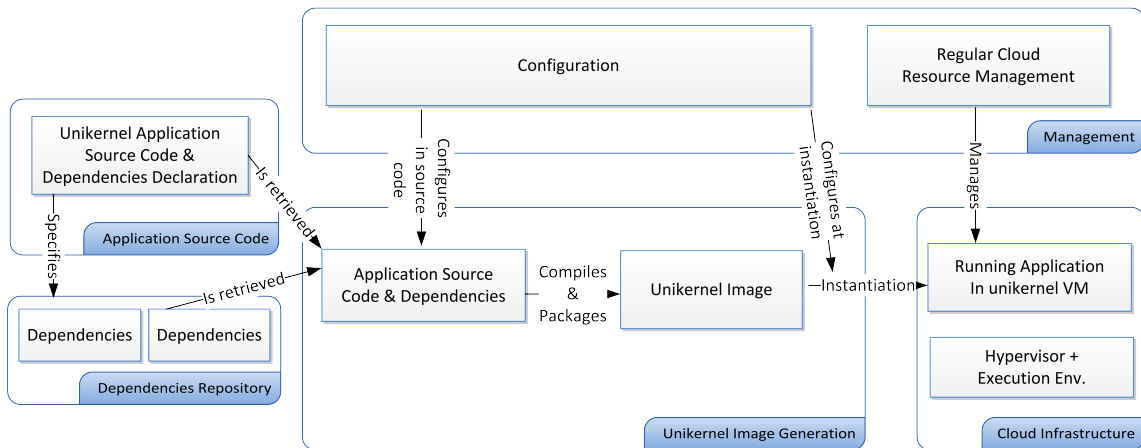 Configuration
Regular Cloud
Resource Management
Management
Unikernel Application
Source Code &
Dependencies Declaration
Application Source Code
Is retrieved
Specifies
Configures
in source
code
Configures at
instantiation
Manages
Dependencies
Dependencies
Dependencies Repository
Is retrieved
Application Source
Code & Dependencies
Compiles
&
Packages
Unikernel Image
Unikernel Image Generation
Instantiation
Running Application
In unikernel VM
Hypervisor +
Execution Env.
Cloud Infrastructure